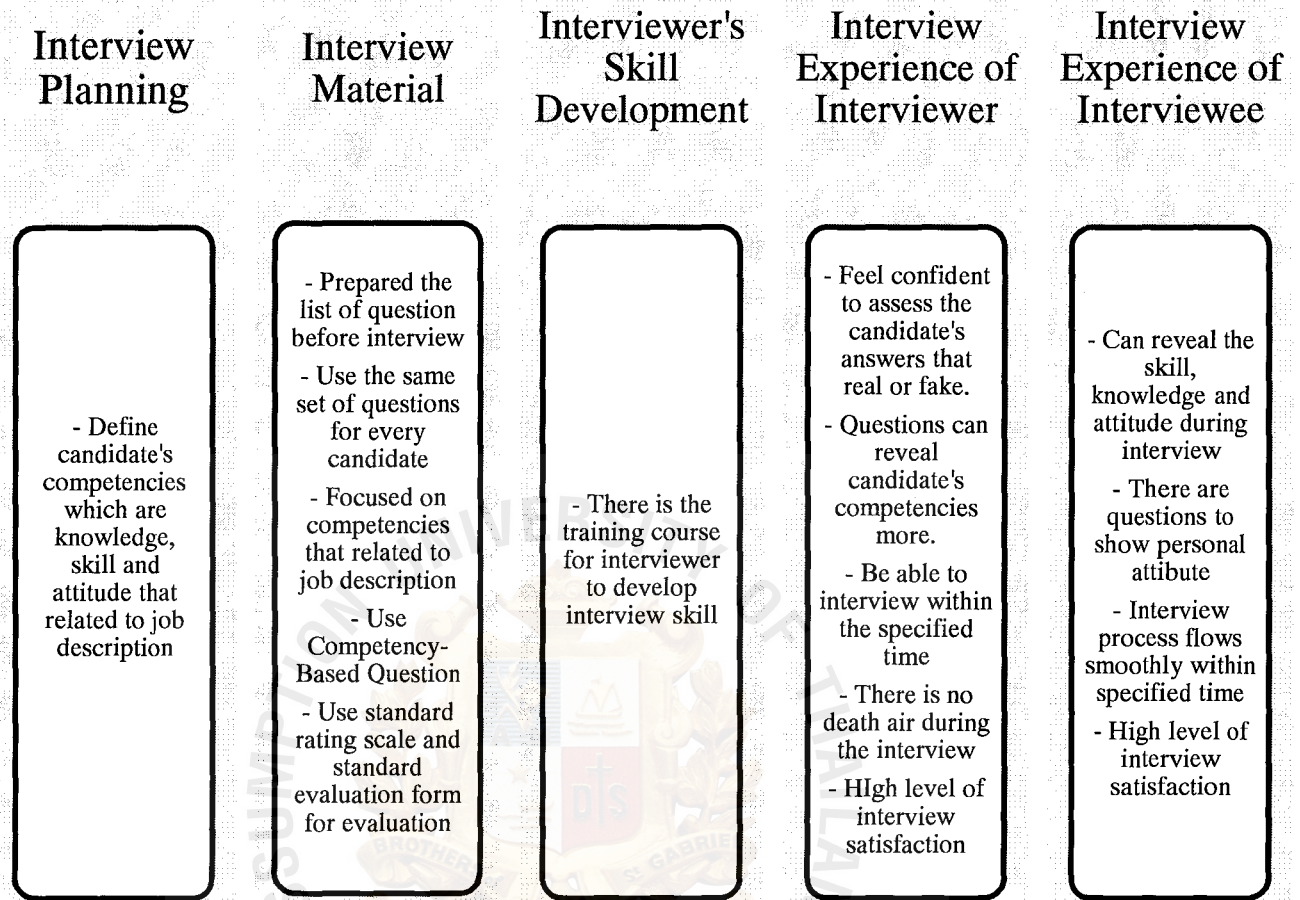 Interview
Planning
- Define
candidate's
competencies
which are
knowledge,
skill and
attitude that
related to job
description
Interview
Material
- Prepared the
list of question
before interview
- Use the same
set of questions
for every
candidate
- Focused on
competencies
that related to
job description
- Use
Competency-
Based Question
- Use standard
rating scale and
standard
evaluation form
for evaluation
Interviewer's
Skill
Development
- There is the
training course
for interviewer
to develop
interview skill
Interview
Experience of
Interviewer
- Feel confident
to assess the
candidate's
answers that
real or fake.
- Questions can
reveal
candidate's
competencies
more.
- Be able to
interview within
the specified
time
- There is no
death air during
the interview
- HIgh level of
interview
satisfaction
Interview
Experience of
Interviewee
- Can reveal the
skill,
knowledge and
attitude during
interview
- There are
questions to
show personal
attibute
- Interview
process flows
smoothly within
specified time
- High level of
interview
satisfaction